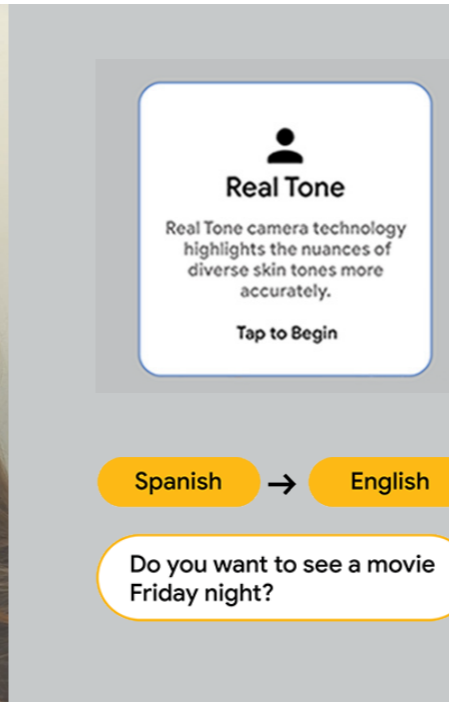 Real Tone
Real Tone camera technology
highlights the nuances of
diverse skin tones more
accurately.
Tap to Begin
Spanish → English
Do you want to see a movie
Friday night?